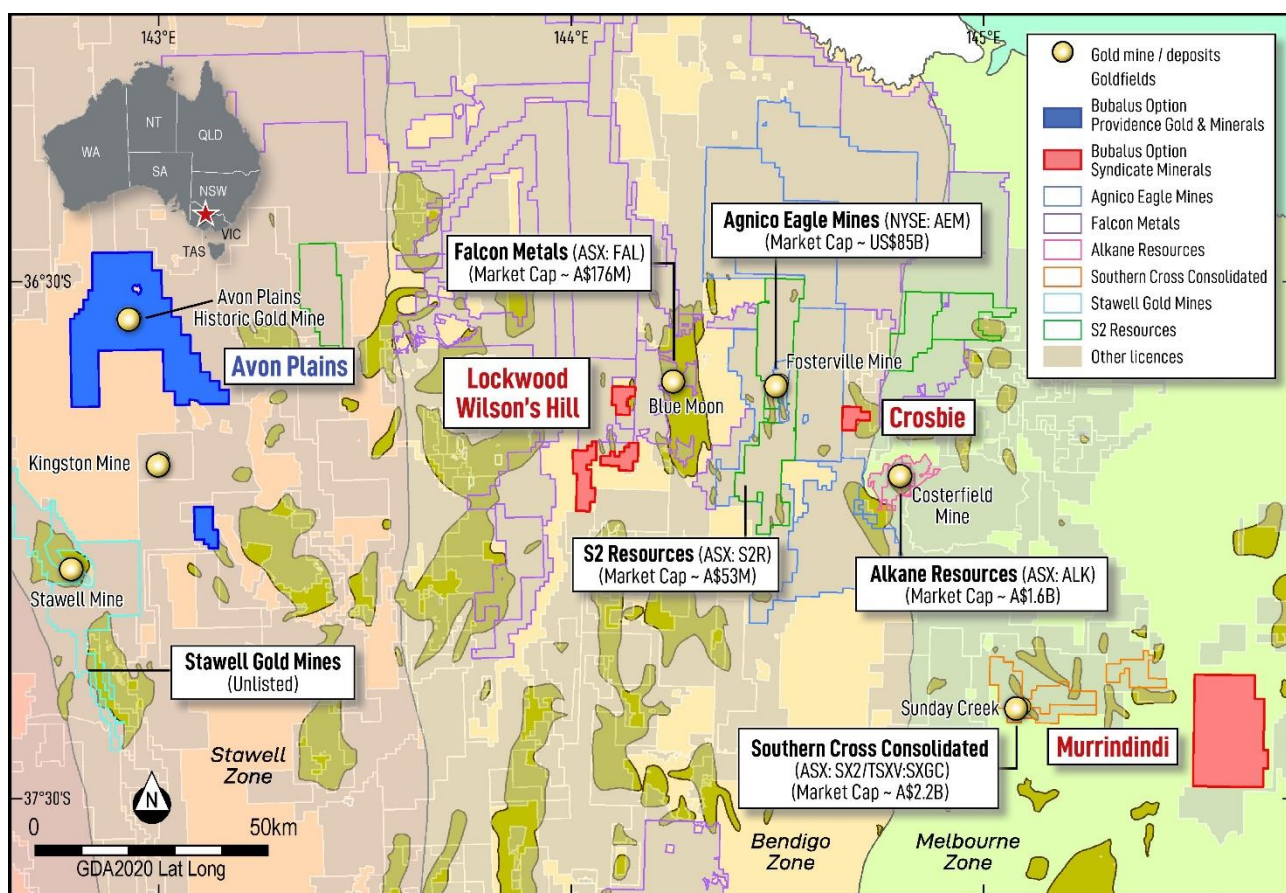 143°E
144°E
145°E
NT
QLD
WA
SA
NSW
VIC
TAS
36°30'S
Gold mine / deposits
Goldfields
Bubalus Option
Providence Gold & Minerals
Bubalus Option
Syndicate Minerals
Agnico Eagle Mines
Falcon Metals
Alkane Resources
Southern Cross Consolidated
Stawell Gold Mines
S2 Resources
Other licences
Agnico Eagle Mines (NYSE: AEM)
(Market Cap ~ US$85B)
Falcon Metals (ASX: FAL)
(Market Cap ~ A$176M)
Avon Plains
Historic Gold Mine
Avon Plains
Lockwood
Wilson's Hill
Blue Moon
Fosterville Mine
Crosbie
Kingston Mine
Costerfield
Mine
S2 Resources (ASX: S2R)
(Market Cap ~ A$53M)
Alkane Resources (ASX: ALK)
(Market Cap ~ A$1.6B)
Stawell Mine
Stawell Gold Mines
(Unlisted)
Sunday Creek
Murrindindi
Southern Cross Consolidated
(ASX: SX2/TSXV:SXGC)
(Market Cap ~ A$2.2B)
Stawell
Zone
Bendigo
Zone
Melbourne
Zone
37°30'S
N
0
50km
GDA2020 Lat Long